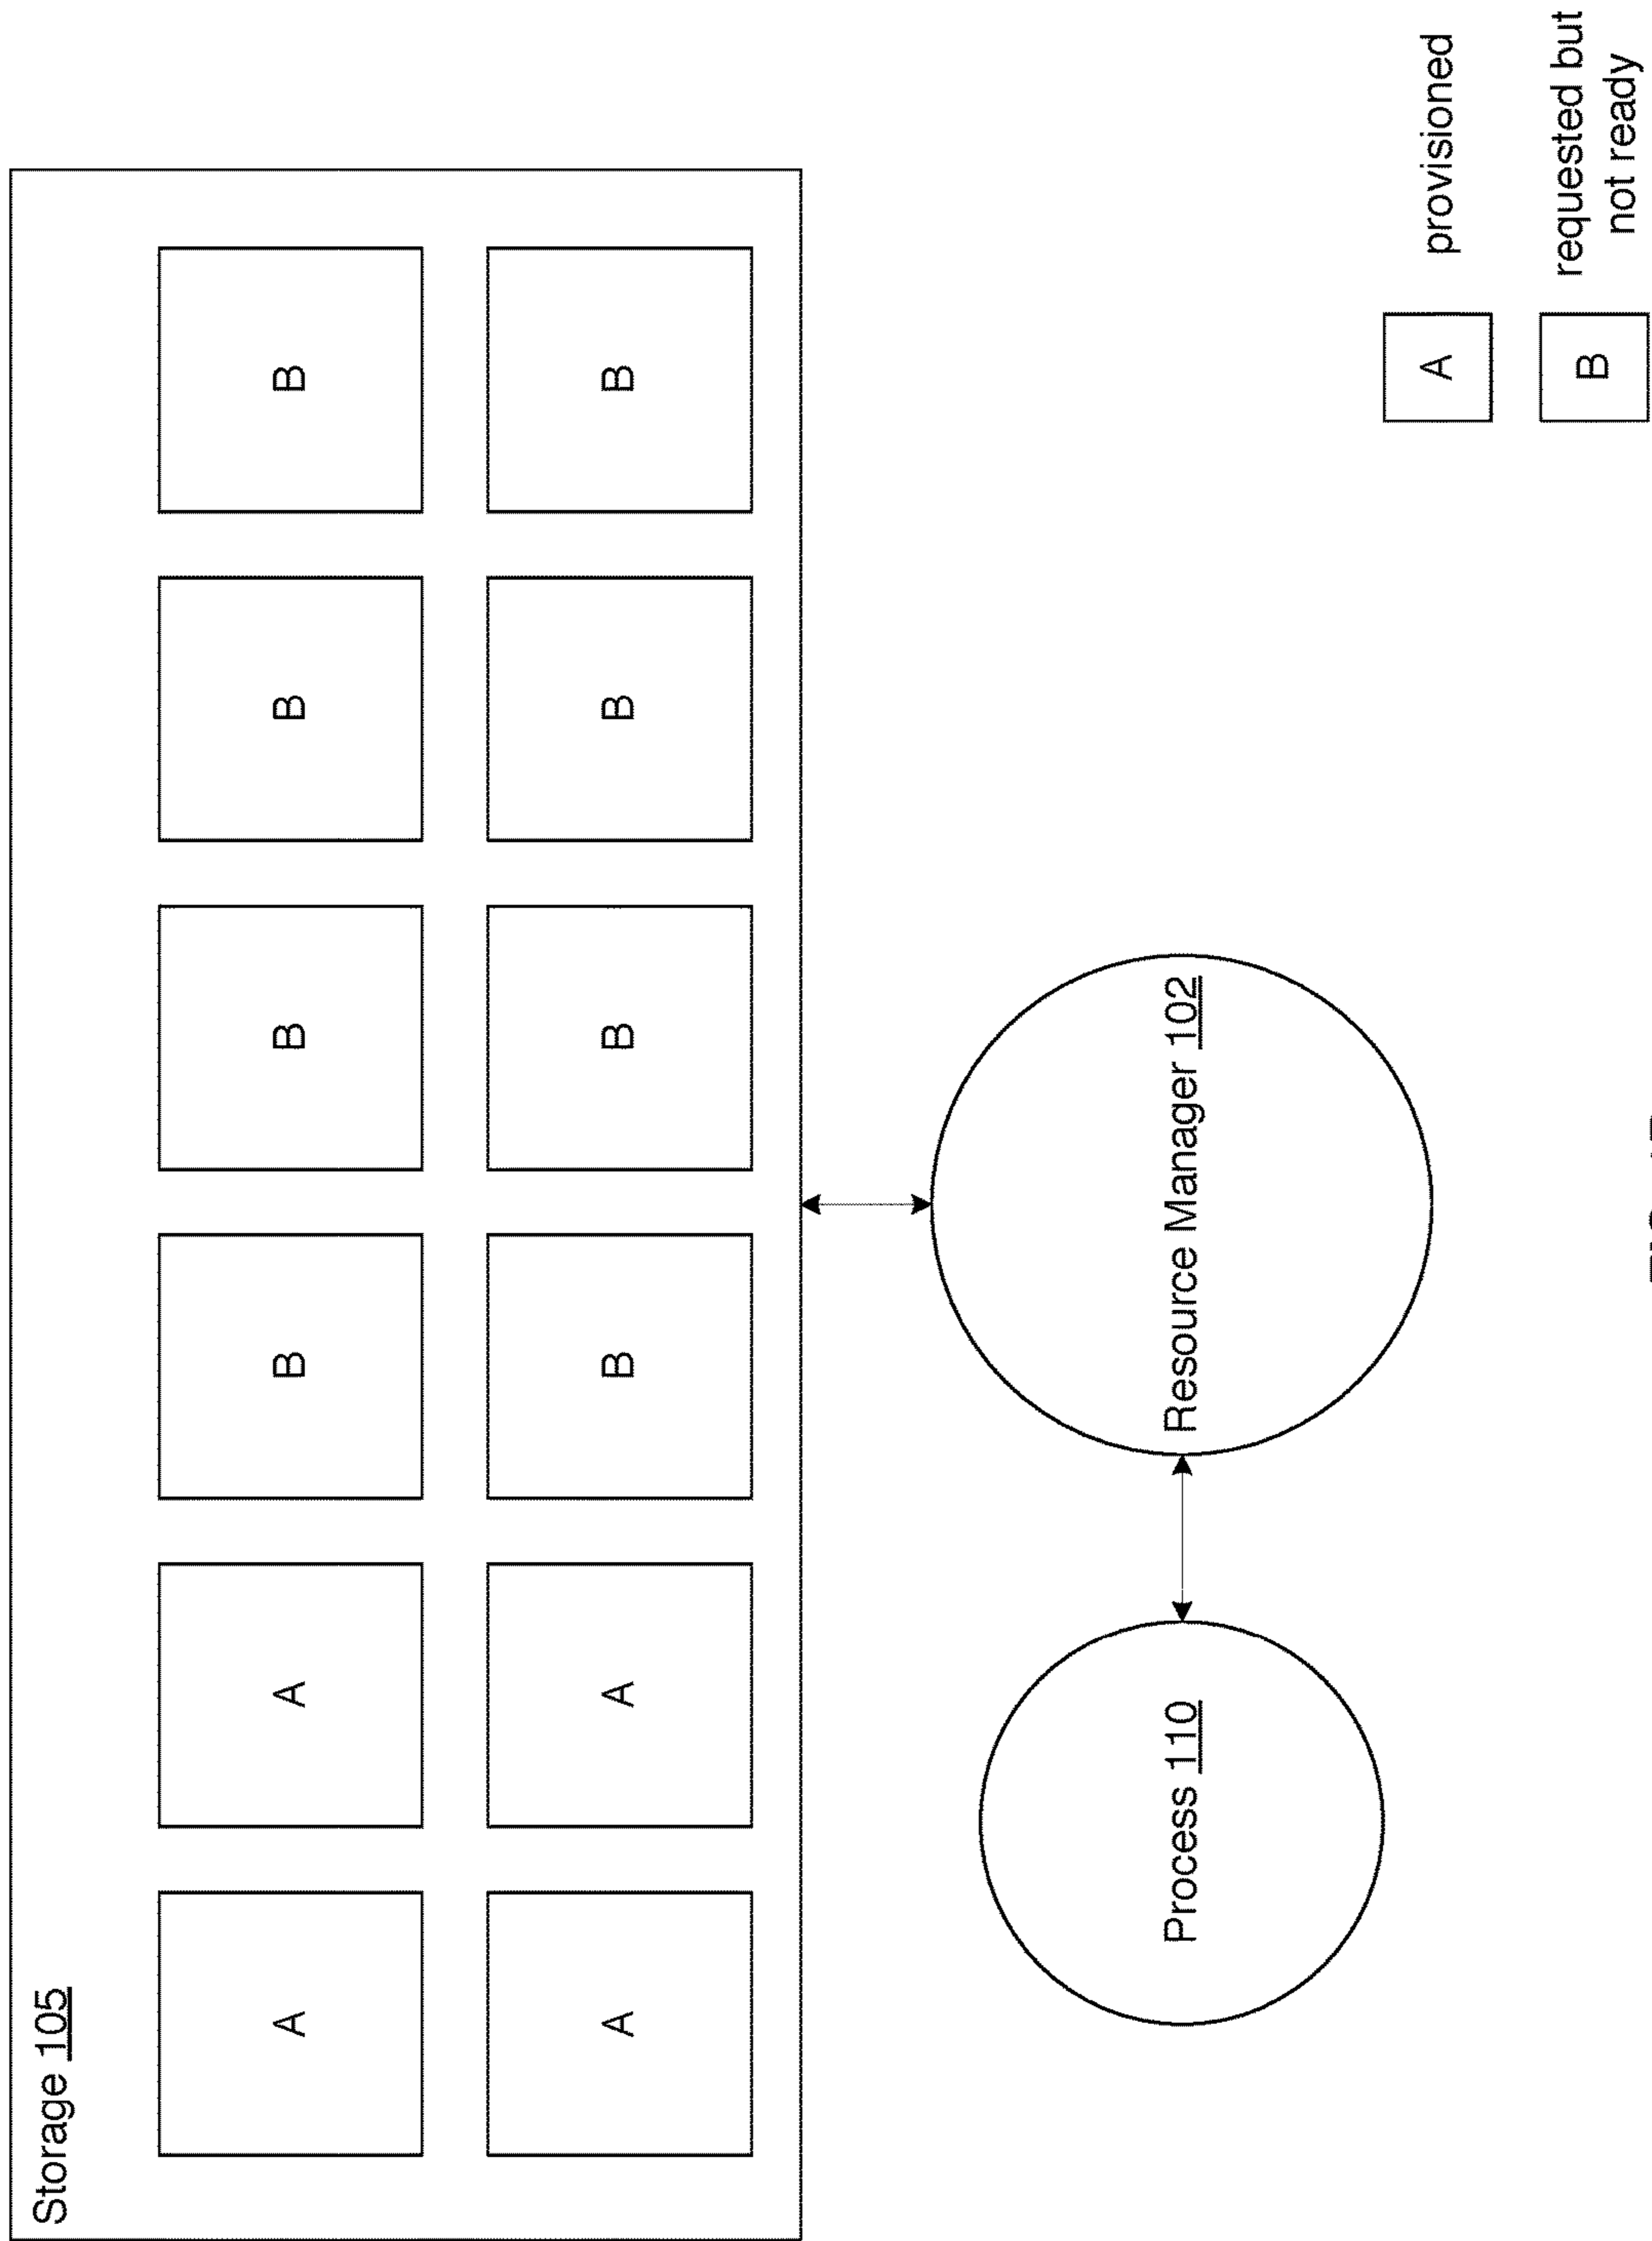 Storage 105
A A B B B B
A A B B B B
Process 110
Resource Manager 102
A provisioned
B requested but
not ready